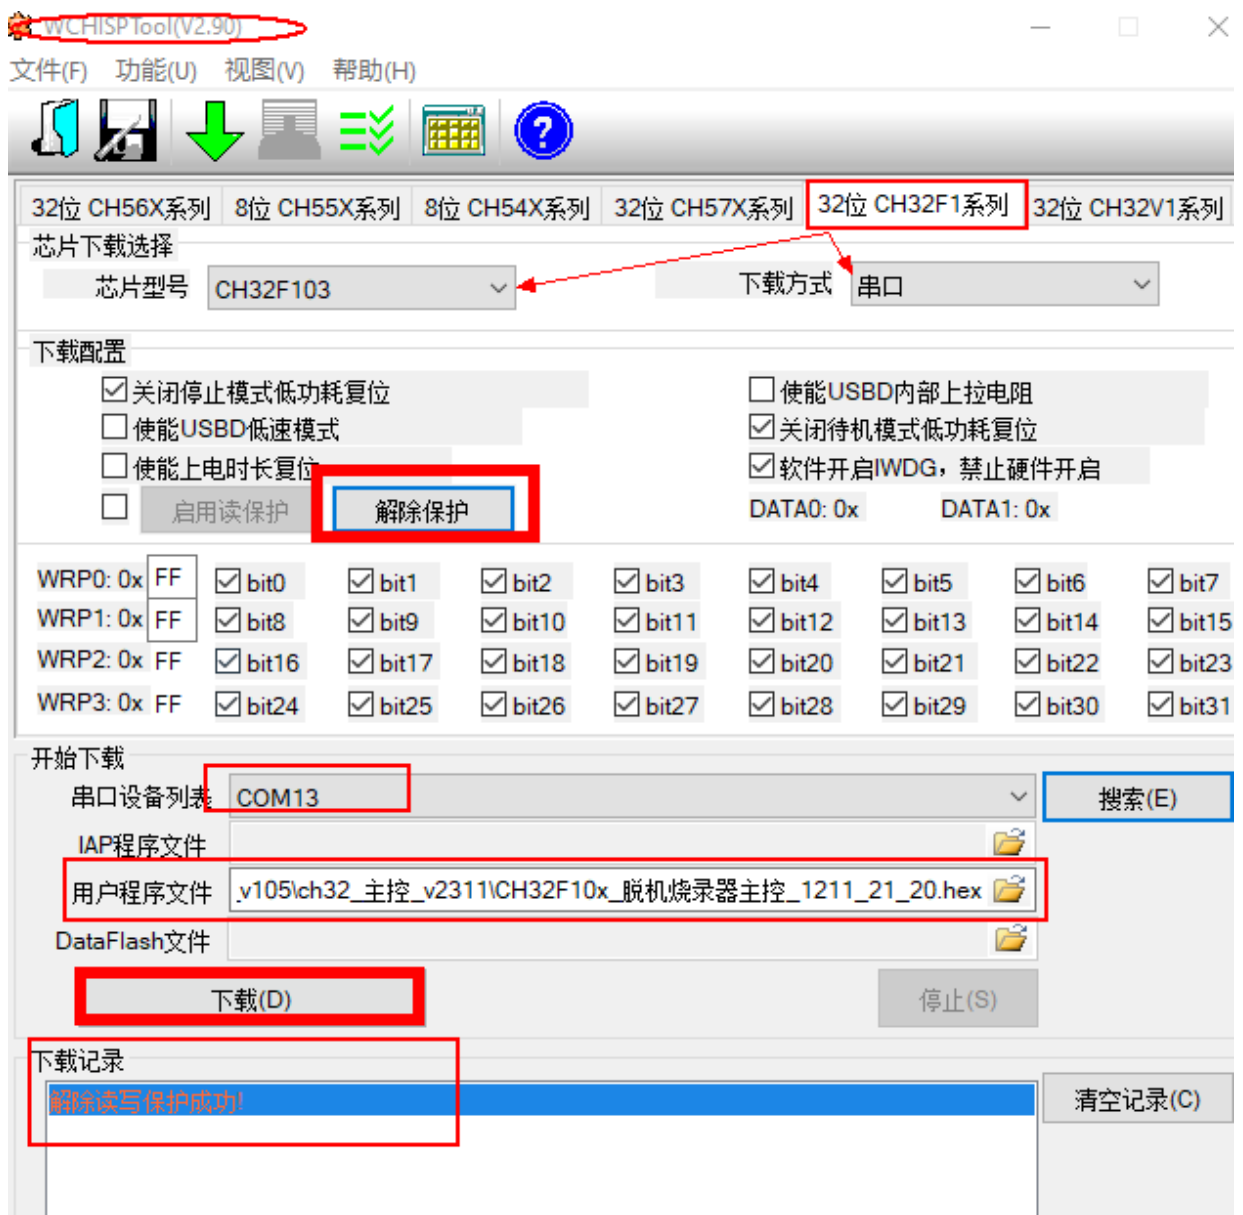 WCHISPTool(V2.90)
文件(F) 功能(U) 视图(V) 帮助(H)
32位 CH56X系列 8位 CH55X系列 8位 CH54X系列 32位 CH57X系列 32位 CH32F1系列 32位 CH32V1系列
芯片下载选择
芯片型号 CH32F103 下载方式 串口
下载配置
关闭停止模式低功耗复位 使能USBD内部上拉电阻
使能USBD低速模式 关闭待机模式低功耗复位
使能上电时长复位 软件开启IWDG，禁止硬件开启
启用读保护 解除保护 DATA0: 0x DATA1: 0x
WRP0: 0x FF bit0 bit1 bit2 bit3 bit4 bit5 bit6 bit7
WRP1: 0x FF bit8 bit9 bit10 bit11 bit12 bit13 bit14 bit15
WRP2: 0x FF bit16 bit17 bit18 bit19 bit20 bit21 bit22 bit23
WRP3: 0x FF bit24 bit25 bit26 bit27 bit28 bit29 bit30 bit31
开始下载
串口设备列表 COM13 搜索(E)
IAP程序文件
用户程序文件 _v105\ch32_主控_v2311\CH32F10x_脱机烧录器主控_1211_21_20.hex
DataFlash文件
下载(D) 停止(S)
下载记录
解除读写保护成功!
清空记录(C)